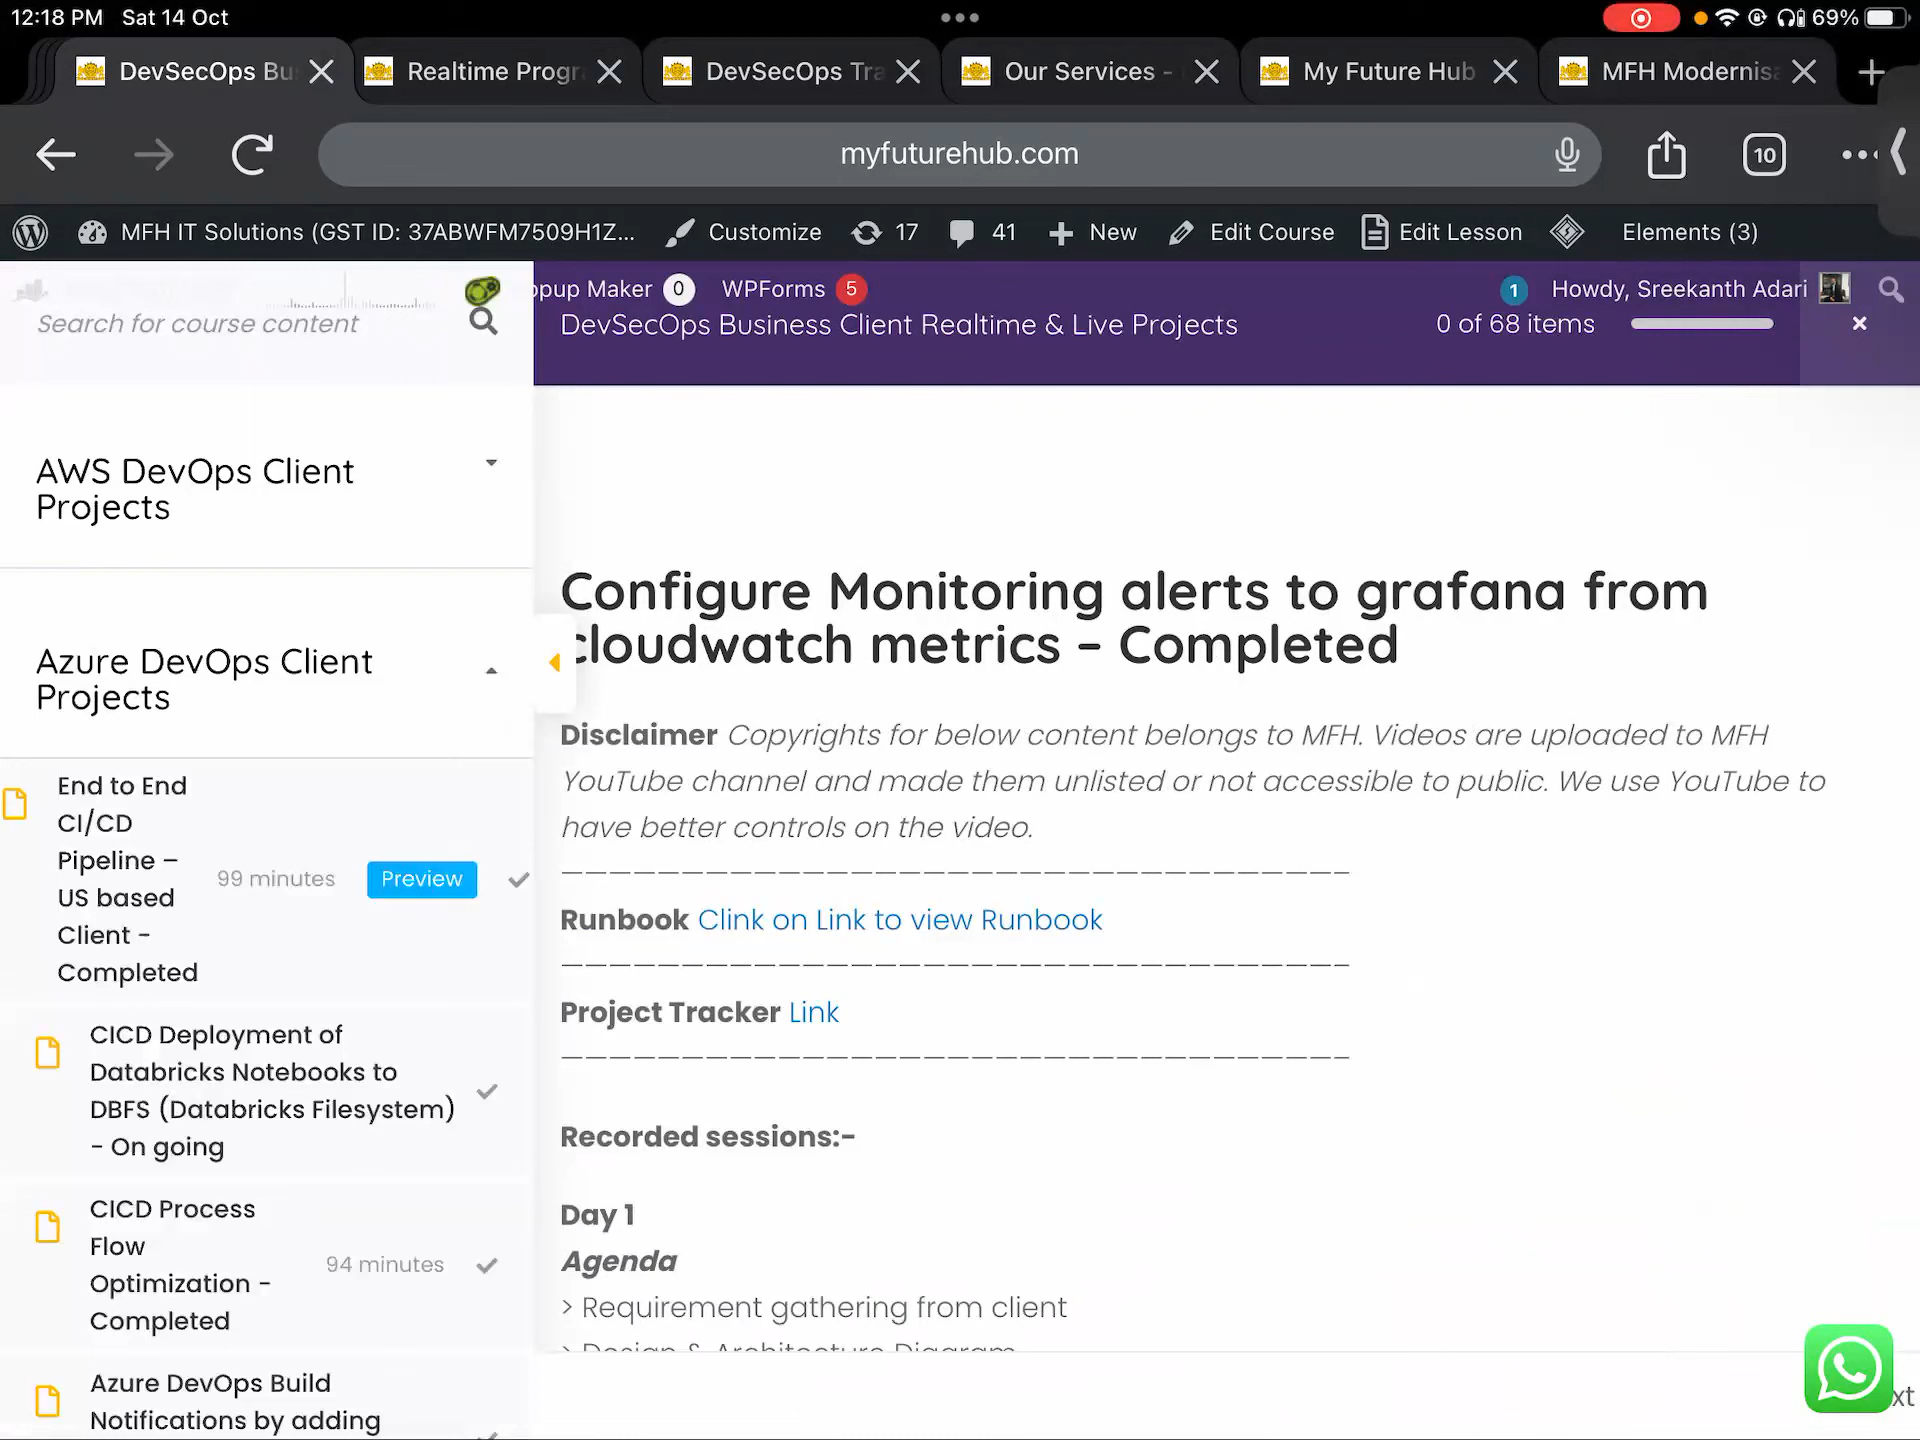 12:18 PM Sat 14 Oct
69%
DevSecOps Bu
Realtime Progr
DevSecOps Tra
Our Services -
My Future Hub
MFH Modernis
myfuturehub.com
10
MFH IT Solutions (GST ID: 37ABWFM7509H1Z...
Customize
17
41
New
Edit Course
Edit Lesson
Elements (3)
opup Maker 0
WPForms 5
1
Howdy, Sreekanth Adari
Search for course content
DevSecOps Business Client Realtime & Live Projects
0 of 68 items
AWS DevOps Client
Projects
Azure DevOps Client
Projects
End to End
CI/CD
Pipeline –
US based
Client -
Completed
99 minutes
Preview
CICD Deployment of
Databricks Notebooks to
DBFS (Databricks Filesystem)
- On going
CICD Process
Flow
Optimization -
Completed
94 minutes
Azure DevOps Build
Notifications by adding
Configure Monitoring alerts to grafana from
cloudwatch metrics – Completed
Disclaimer Copyrights for below content belongs to MFH. Videos are uploaded to MFH
YouTube channel and made them unlisted or not accessible to public. We use YouTube to
have better controls on the video.
—————————————————————————————————
Runbook Clink on Link to view Runbook
—————————————————————————————————
Project Tracker Link
—————————————————————————————————
Recorded sessions:-
Day 1
Agenda
> Requirement gathering from client
> Design & Architecture Diagram
xt